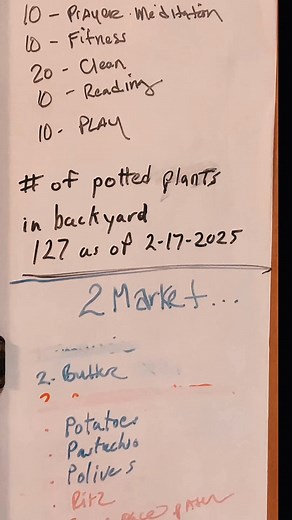 10 - Prayer. Meditation
10 - Fitness
20 - Clean
10 - Reading
10 - PLAY
# of potted plants
in backyard
127 as of 2-17-2025
2 Market...
2.- Butter
· Potatoes
· Pastachio
· Polivers
· Ritz